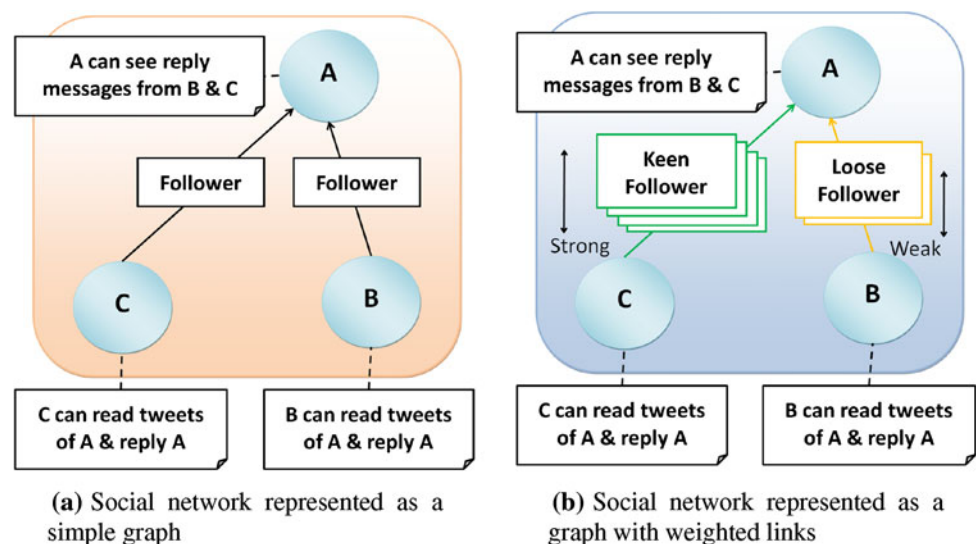 A can see reply
messages from B & C
A
Follower
Follower
C
B
C can read tweets
of A & reply A
B can read tweets
of A & reply A
(a) Social network represented as a
simple graph
A can see reply
messages from B & C
A
Keen
Follower
Loose
Follower
Strong
Weak
C
B
C can read tweets
of A & reply A
B can read tweets
of A & reply A
(b) Social network represented as a
graph with weighted links